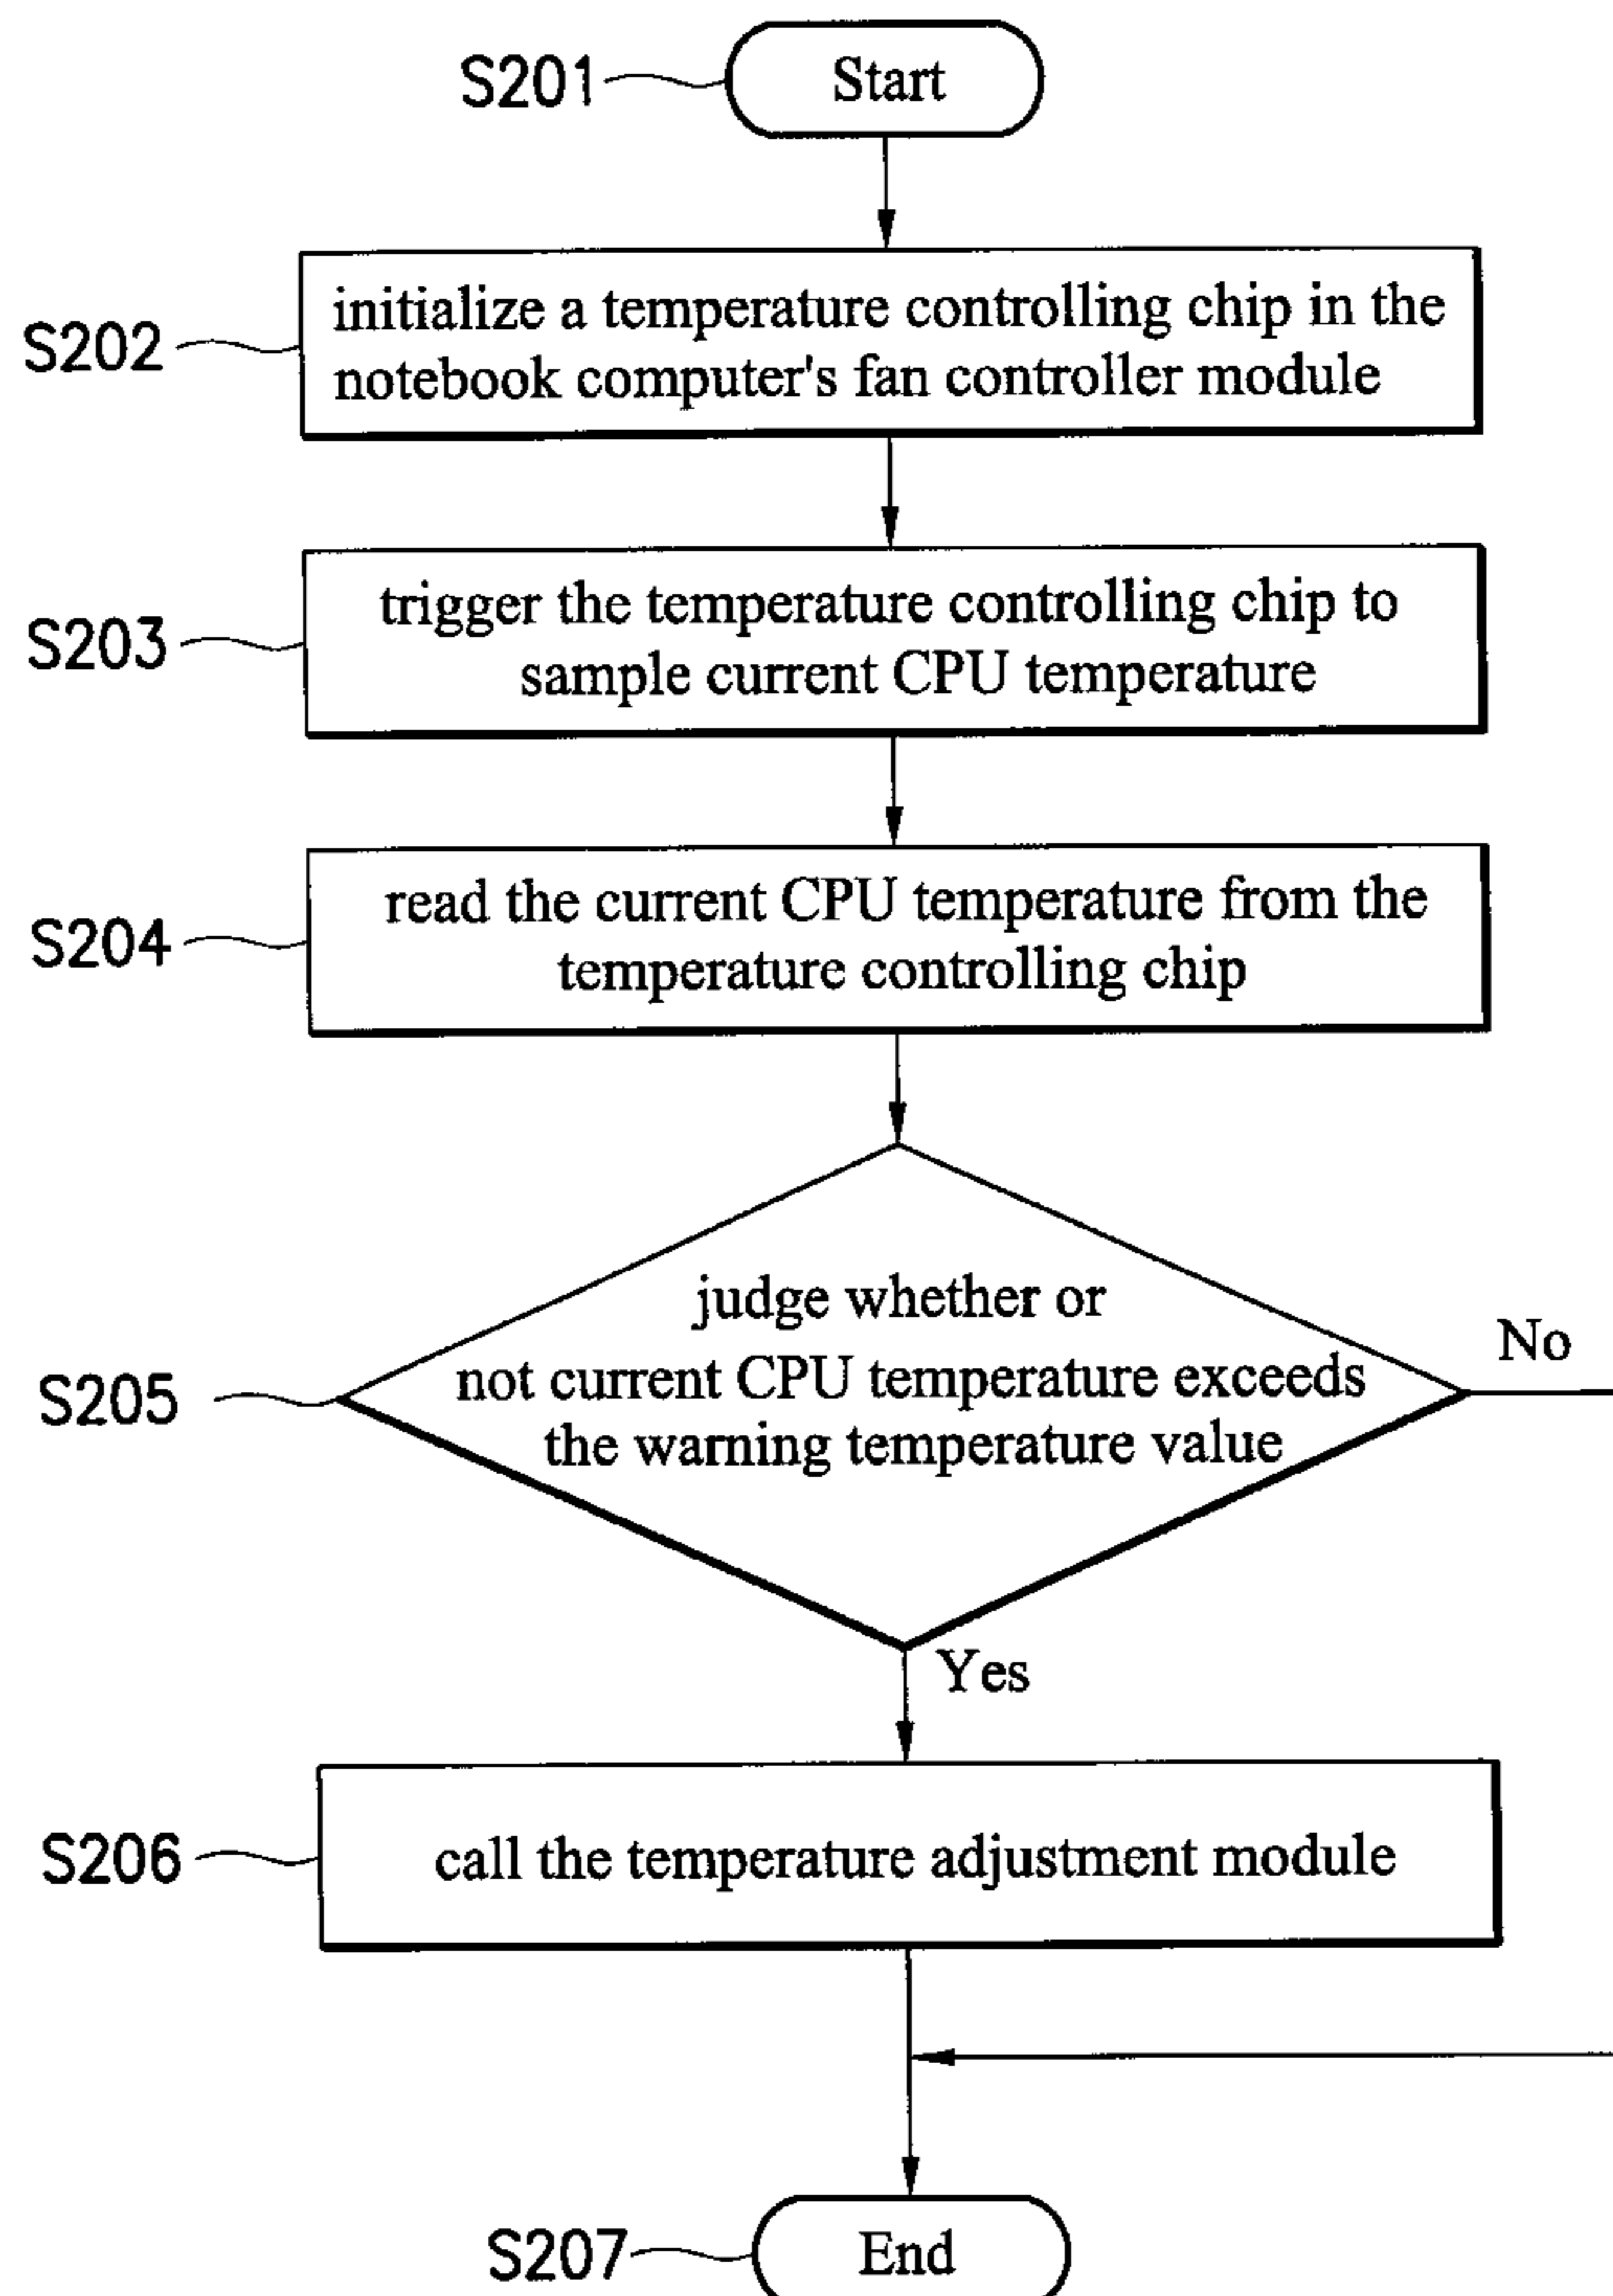 S201
Start
S202
initialize a temperature controlling chip in the
notebook computer's fan controller module
S203
trigger the temperature controlling chip to
sample current CPU temperature
S204
read the current CPU temperature from the
temperature controlling chip
S205
judge whether or
not current CPU temperature exceeds
the warning temperature value
No
Yes
S206
call the temperature adjustment module
S207
End